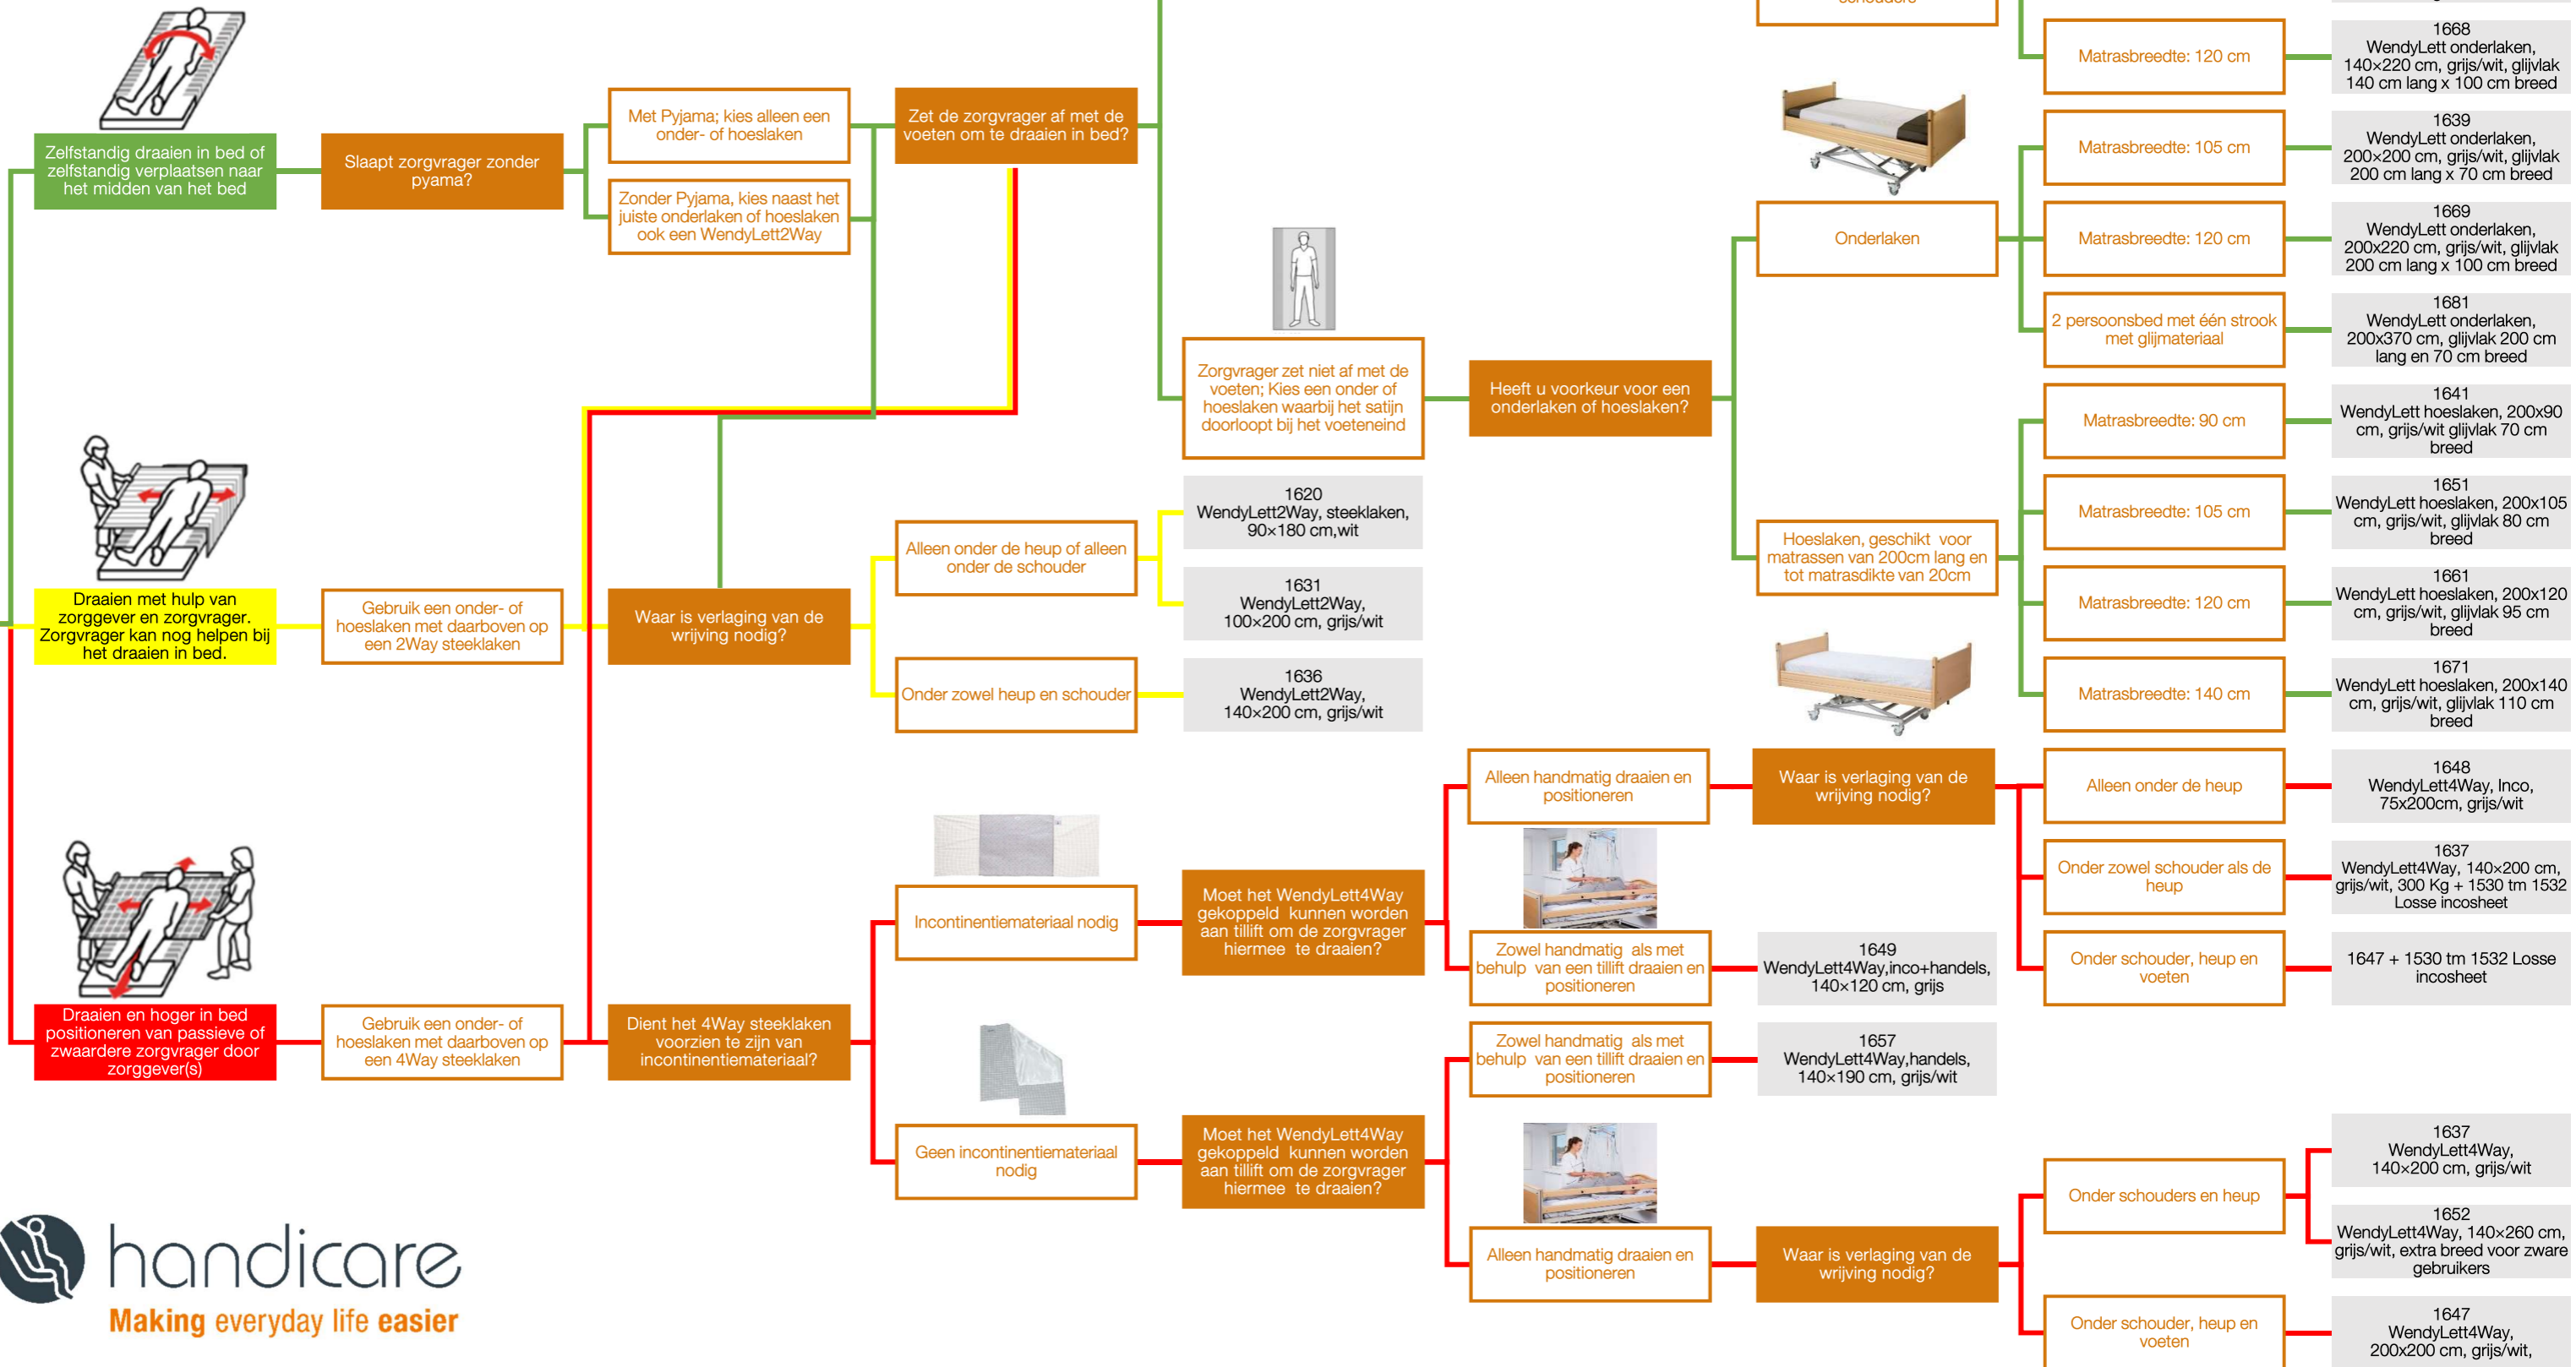 schouders
Matrasbreedte: 120 cm
1668
WendyLett onderlaken,
140×220 cm, grijs/wit, glijvlak
140 cm lang x 100 cm breed
Zelfstandig draaien in bed of
zelfstandig verplaatsen naar
het midden van het bed
Slaapt zorgvrager zonder
pyama?
Met Pyjama; kies alleen een
onder- of hoeslaken
Zonder Pyjama, kies naast het
juiste onderlaken of hoeslaken
ook een WendyLett2Way
Zet de zorgvrager af met de
voeten om te draaien in bed?
Zorgvrager zet niet af met de
voeten; Kies een onder of
hoeslaken waarbij het satijn
doorloopt bij het voeteneind
Heeft u voorkeur voor een
onderlaken of hoeslaken?
Onderlaken
Matrasbreedte: 105 cm
1639
WendyLett onderlaken,
200×200 cm, grijs/wit, glijvlak
200 cm lang x 70 cm breed
Matrasbreedte: 120 cm
1669
WendyLett onderlaken,
200x220 cm, grijs/wit, glijvlak
200 cm lang x 100 cm breed
2 persoonsbed met één strook
met glijmateriaal
1681
WendyLett onderlaken,
200x370 cm, glijvlak 200 cm
lang en 70 cm breed
Hoeslaken, geschikt voor
matrassen van 200cm lang en
tot matrasdikte van 20cm
Matrasbreedte: 90 cm
1641
WendyLett hoeslaken, 200x90
cm, grijs/wit glijvlak 70 cm
breed
Matrasbreedte: 105 cm
1651
WendyLett hoeslaken, 200x105
cm, grijs/wit, glijvlak 80 cm
breed
Matrasbreedte: 120 cm
1661
WendyLett hoeslaken, 200x120
cm, grijs/wit, glijvlak 95 cm
breed
Matrasbreedte: 140 cm
1671
WendyLett hoeslaken, 200x140
cm, grijs/wit, glijvlak 110 cm
breed
Draaien met hulp van
zorggever en zorgvrager.
Zorgvrager kan nog helpen bij
het draaien in bed.
Gebruik een onder- of
hoeslaken met daarboven op
een 2Way steeklaken
Waar is verlaging van de
wrijving nodig?
Alleen onder de heup of alleen
onder de schouder
1620
WendyLett2Way, steeklaken,
90×180 cm,wit
1631
WendyLett2Way,
100×200 cm, grijs/wit
Onder zowel heup en schouder
1636
WendyLett2Way,
140×200 cm, grijs/wit
Draaien en hoger in bed
positioneren van passieve of
zwaardere zorgvrager door
zorggever(s)
Gebruik een onder- of
hoeslaken met daarboven op
een 4Way steeklaken
Dient het 4Way steeklaken
voorzien te zijn van
incontinentiemateriaal?
Incontinentiemateriaal nodig
Moet het WendyLett4Way
gekoppeld kunnen worden
aan tillift om de zorgvrager
hiermee te draaien?
Alleen handmatig draaien en
positioneren
Waar is verlaging van de
wrijving nodig?
Alleen onder de heup
1648
WendyLett4Way, Inco,
75x200cm, grijs/wit
Onder zowel schouder als de
heup
1637
WendyLett4Way, 140×200 cm,
grijs/wit, 300 Kg + 1530 tm 1532
Losse incosheet
Onder schouder, heup en
voeten
1647 + 1530 tm 1532 Losse
incosheet
Zowel handmatig als met
behulp van een tillift draaien en
positioneren
1649
WendyLett4Way,inco+handels,
140×120 cm, grijs
Geen incontinentiemateriaal
nodig
Moet het WendyLett4Way
gekoppeld kunnen worden
aan tillift om de zorgvrager
hiermee te draaien?
Zowel handmatig als met
behulp van een tillift draaien en
positioneren
1657
WendyLett4Way,handels,
140×190 cm, grijs/wit
Alleen handmatig draaien en
positioneren
Waar is verlaging van de
wrijving nodig?
Onder schouders en heup
1637
WendyLett4Way,
140×200 cm, grijs/wit
1652
WendyLett4Way, 140×260 cm,
grijs/wit, extra breed voor zware
gebruikers
Onder schouder, heup en
voeten
1647
WendyLett4Way,
200x200 cm, grijs/wit,
handicare
Making everyday life easier